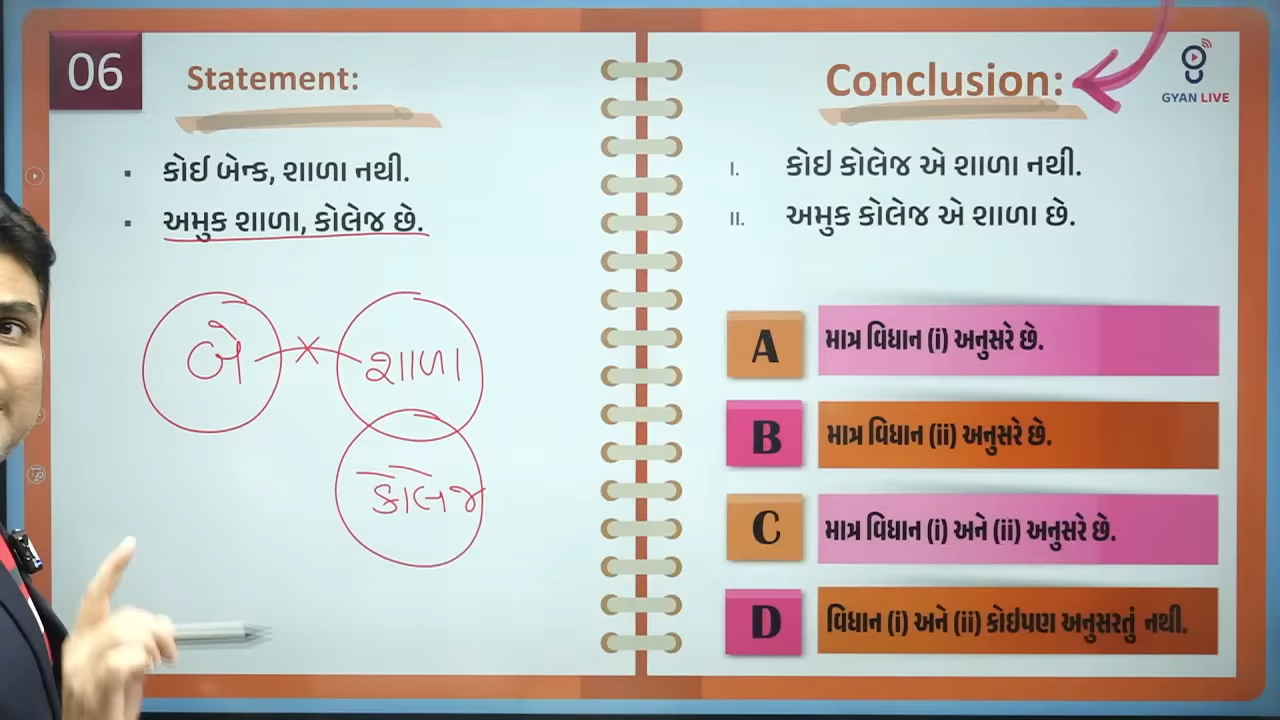 06
Statement:
▪ કોઈ બેન્ક, શાળા નથી.
▪ અમુક શાળા, કોલેજ છે.
બે
શાળા
કોલેજ
Conclusion:
GYAN LIVE
I. કોઇ કોલેજ એ શાળા નથી.
II. અમુક કોલેજ એ શાળા છે.
A માત્ર વિધાન (i) અનુસરે છે.
B માત્ર વિધાન (ii) અનુસરે છે.
C માત્ર વિધાન (i) અને (ii) અનુસરે છે.
D વિધાન (i) અને (ii) કોઇપણ અનુસરતું નથી.